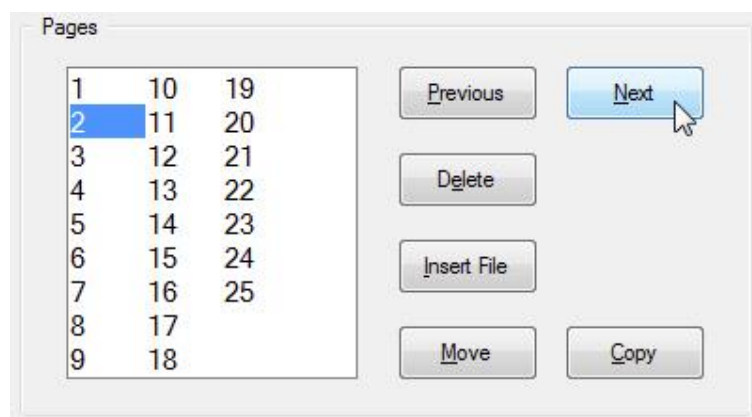 Pages
1 10 19
2 11 20
3 12 21
4 13 22
5 14 23
6 15 24
7 16 25
8 17
9 18
Previous Next
Delete
Insert File
Move Copy